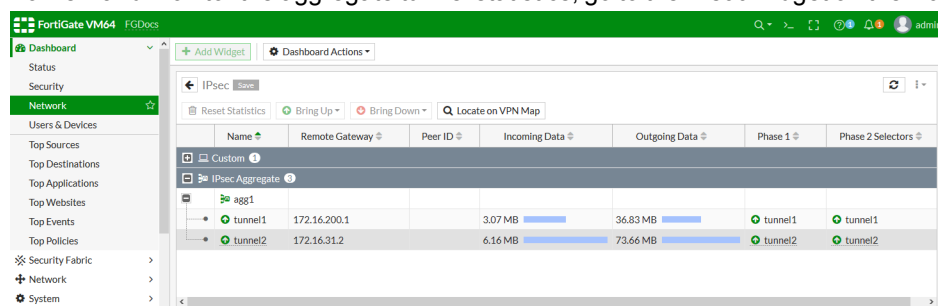 FortiGate VM64 FGDocs
admin
Dashboard
Status
Security
Network
Users & Devices
Top Sources
Top Destinations
Top Applications
Top Websites
Top Events
Top Policies
Security Fabric
Network
System
+ Add Widget Dashboard Actions
IPsec Save
Reset Statistics Bring Up Bring Down Locate on VPN Map
Name Remote Gateway Peer ID Incoming Data Outgoing Data Phase 1 Phase 2 Selectors
Custom 1
IPsec Aggregate 3
agg1
tunnel1 172.16.200.1 3.07 MB 36.83 MB tunnel1 tunnel1
tunnel2 172.16.31.2 6.16 MB 73.66 MB tunnel2 tunnel2